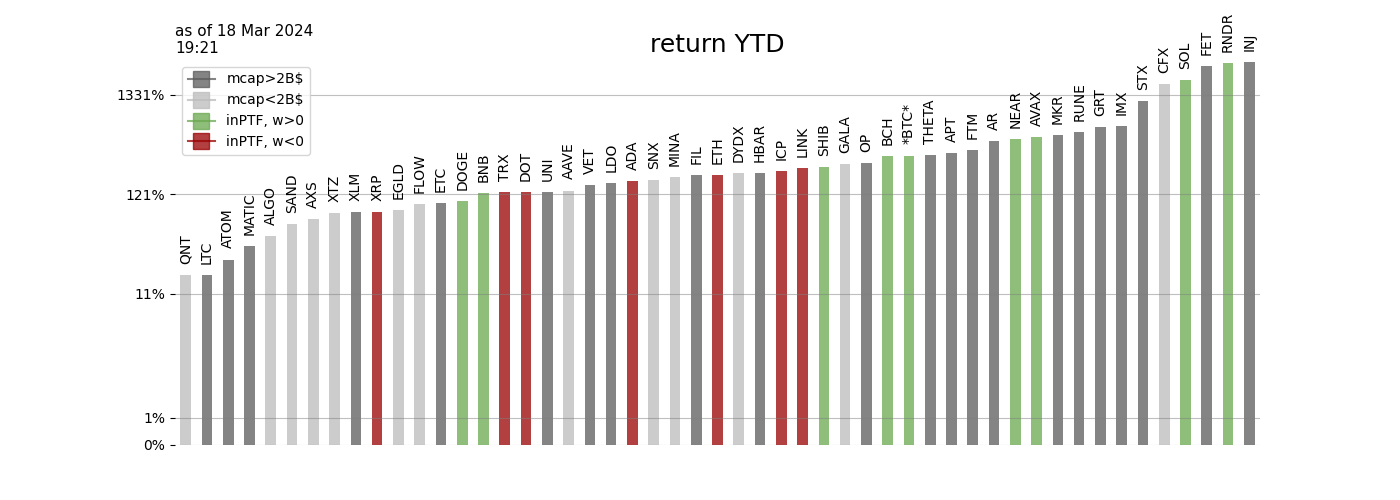 as of 18 Mar 2024
19:21
return YTD
mcap>2B$
mcap<2B$
inPTF, w>0
inPTF, w<0
1331%
121%
11%
1%
0%
QNT
LTC
ATOM
MATIC
ALGO
SAND
AXS
XTZ
XLM
XRP
EGLD
FLOW
ETC
DOGE
BNB
TRX
DOT
UNI
AAVE
VET
LDO
ADA
SNX
MINA
FIL
ETH
DYDX
HBAR
ICP
LINK
SHIB
GALA
OP
BCH
*BTC*
THETA
APT
FTM
AR
NEAR
AVAX
MKR
RUNE
GRT
IMX
STX
CFX
SOL
FET
RNDR
INJ